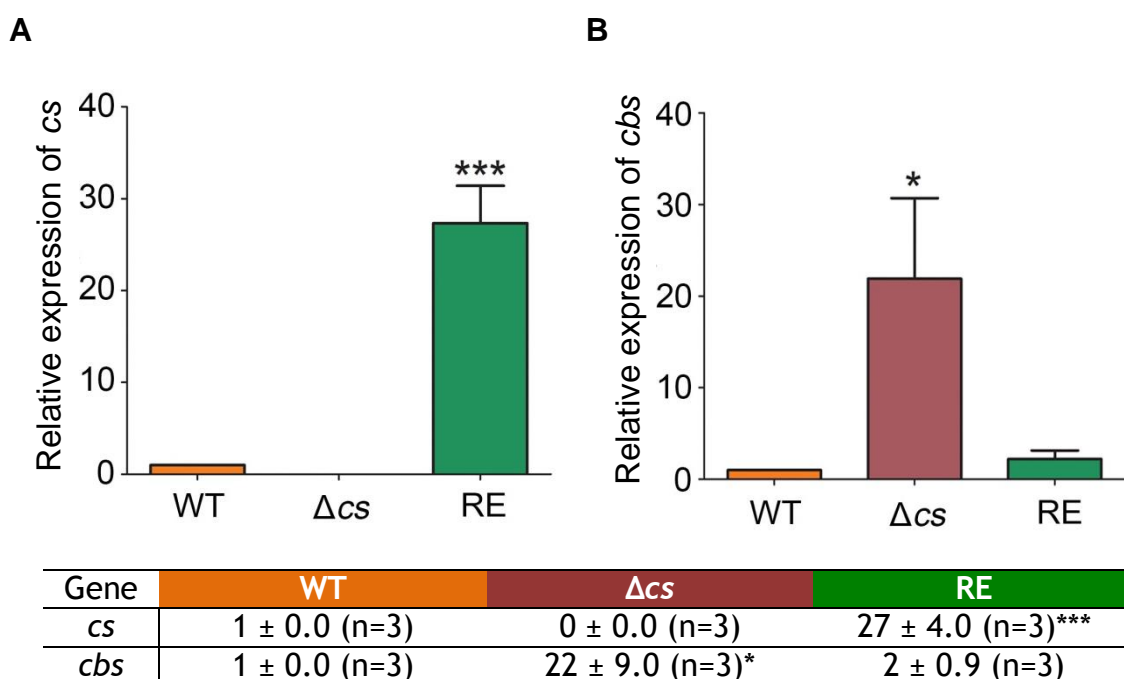 A
Relative expression of cs
40
30
20
10
0
***
WT Δcs RE
B
Relative expression of cbs
40
30
20
10
0
*
WT Δcs RE
Gene WT Δcs RE
cs 1 ± 0.0 (n=3) 0 ± 0.0 (n=3) 27 ± 4.0 (n=3)***
cbs 1 ± 0.0 (n=3) 22 ± 9.0 (n=3)* 2 ± 0.9 (n=3)